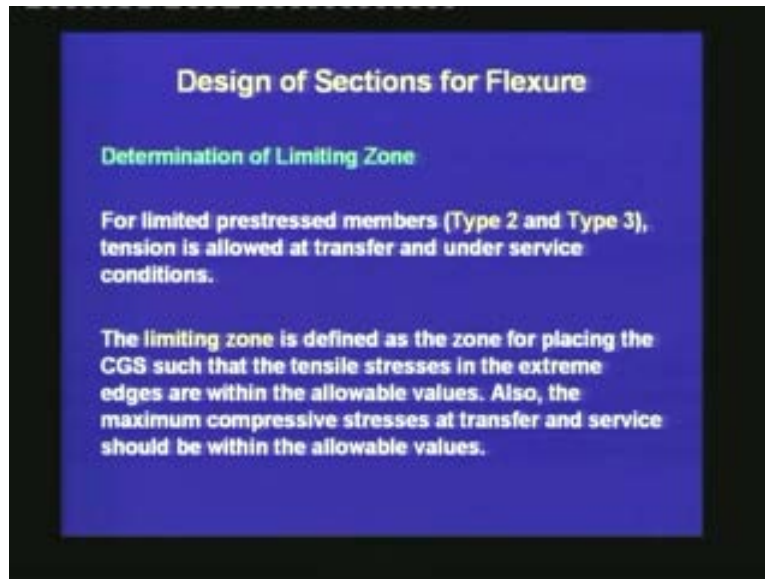 Design of Sections for Flexure
Determination of Limiting Zone
For limited prestressed members (Type 2 and Type 3),
tension is allowed at transfer and under service
conditions.
The limiting zone is defined as the zone for placing the
CGS such that the tensile stresses in the extreme
edges are within the allowable values. Also, the
maximum compressive stresses at transfer and service
should be within the allowable values.